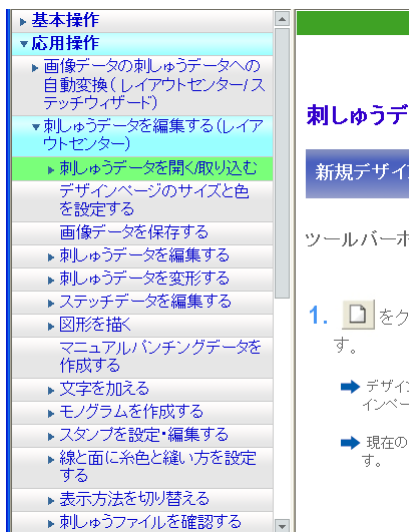 基本操作
応用操作
画像データの刺しゅうデータへの
自動変換(レイアウトセンター/ス
テッチウィザード)
刺しゅうデータを編集する(レイア
ウトセンター)
刺しゅうデータを開く/取り込む
デザインページのサイズと色
を設定する
画像データを保存する
刺しゅうデータを編集する
刺しゅうデータを変形する
ステッチデータを編集する
図形を描く
マニュアルパンチングデータを
作成する
文字を加える
モノグラムを作成する
スタンプを設定・編集する
線と面に糸色と縫い方を設定
する
表示方法を切り替える
刺しゅうファイルを確認する
刺しゅうデ
新規デザイ
ツールバーボ
1. をク
す。
デザイン
インペー
現在の
す。